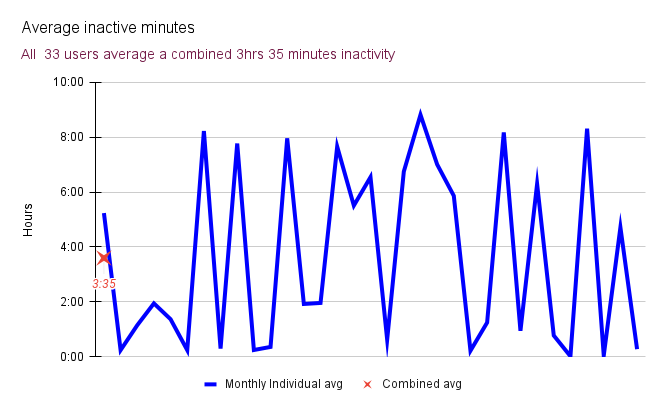 Average inactive minutes
All 33 users average a combined 3hrs 35 minutes inactivity
10:00
8:00
6:00
4:00
2:00
0:00
Hours
3:35
Monthly Individual avg
Combined avg